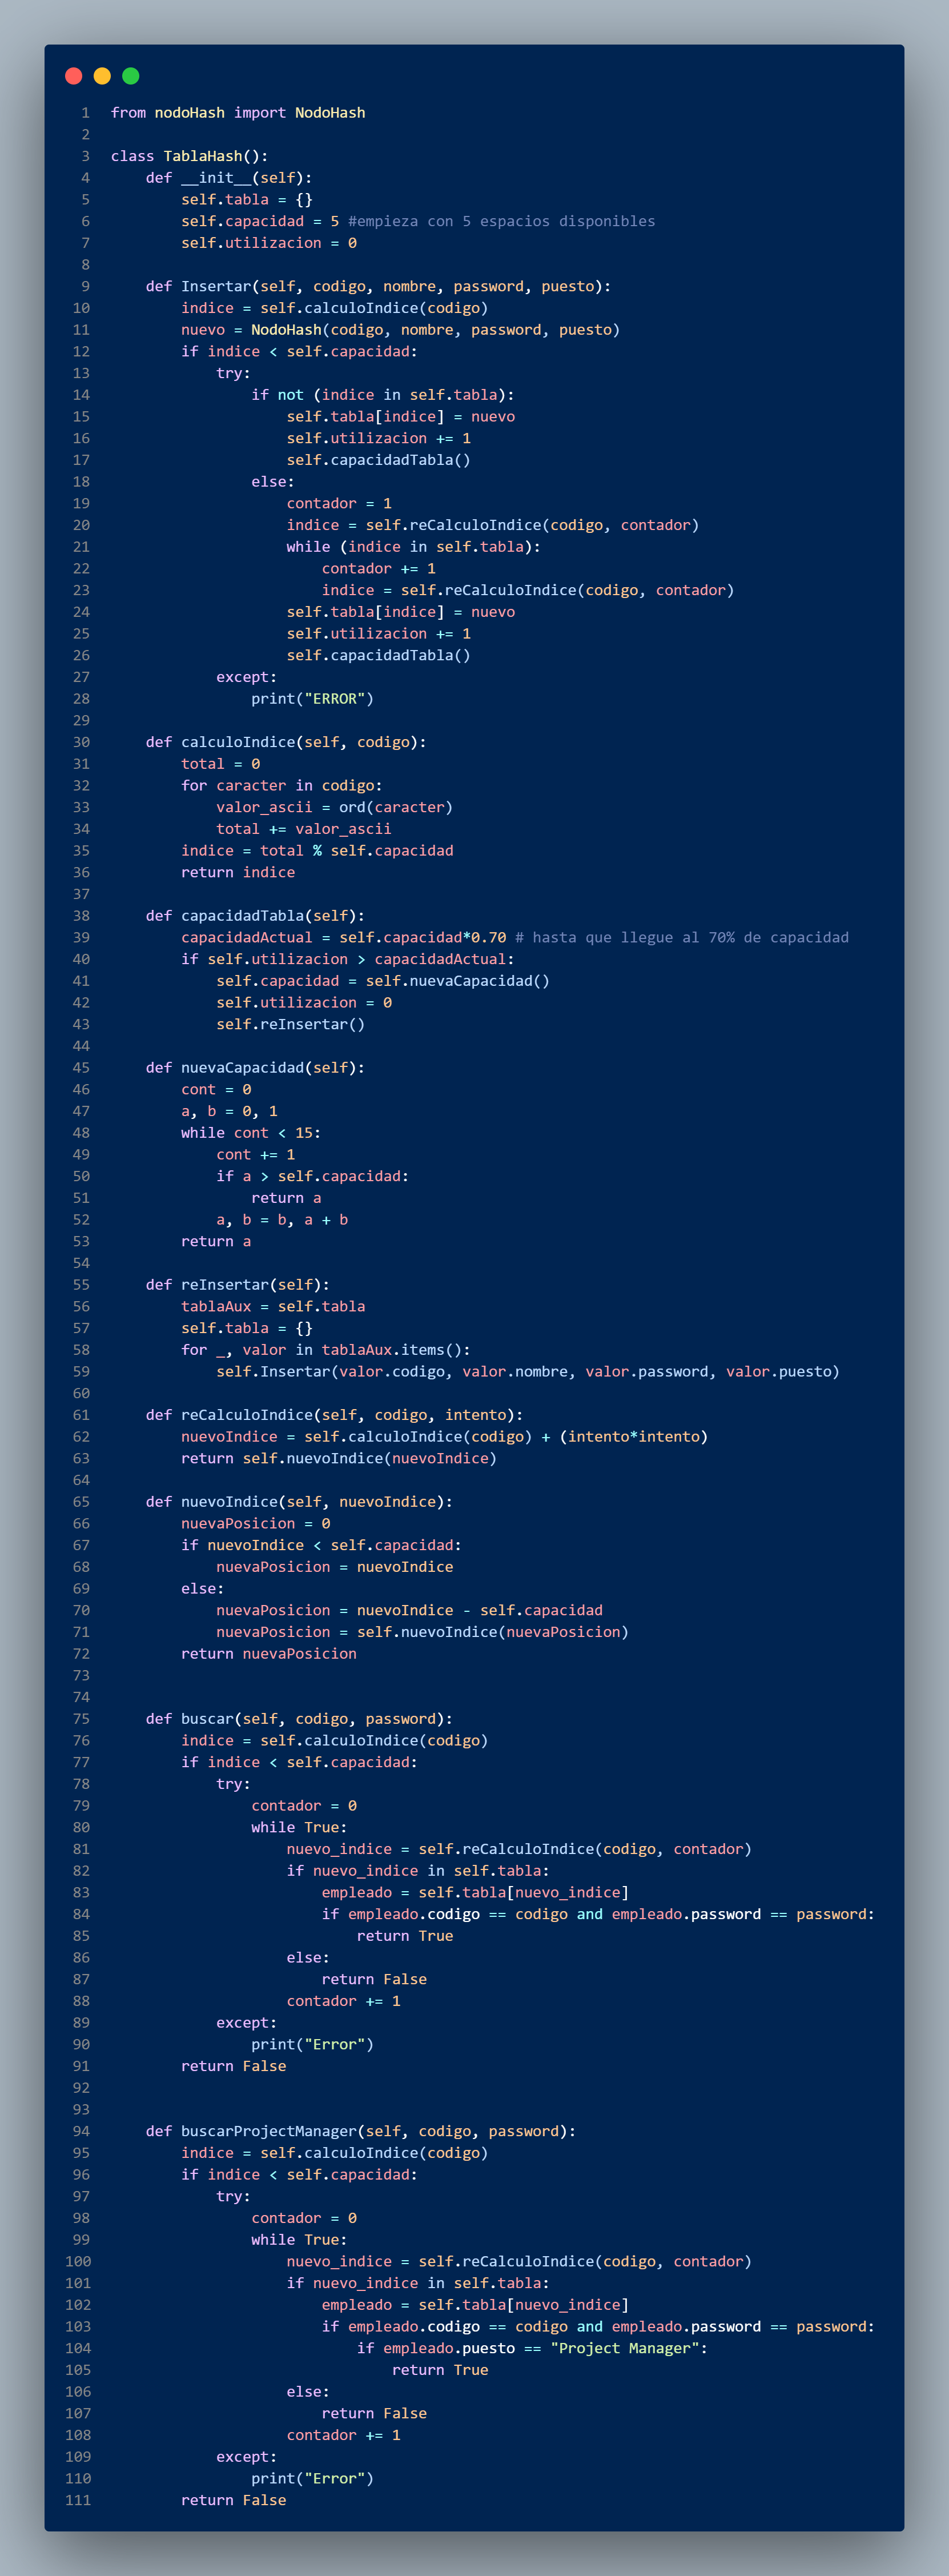 1 from nodoHash import NodoHash
2
3 class TablaHash():
4     def __init__(self):
5         self.tabla = {}
6         self.capacidad = 5 #empieza con 5 espacios disponibles
7         self.utilizacion = 0
8
9     def Insertar(self, codigo, nombre, password, puesto):
10         indice = self.calculoIndice(codigo)
11         nuevo = NodoHash(codigo, nombre, password, puesto)
12         if indice < self.capacidad:
13             try:
14                 if not (indice in self.tabla):
15                     self.tabla[indice] = nuevo
16                     self.utilizacion += 1
17                     self.capacidadTabla()
18                 else:
19                     contador = 1
20                     indice = self.reCalculoIndice(codigo, contador)
21                     while (indice in self.tabla):
22                         contador += 1
23                         indice = self.reCalculoIndice(codigo, contador)
24                     self.tabla[indice] = nuevo
25                     self.utilizacion += 1
26                     self.capacidadTabla()
27             except:
28                 print("ERROR")
29
30     def calculoIndice(self, codigo):
31         total = 0
32         for caracter in codigo:
33             valor_ascii = ord(caracter)
34             total += valor_ascii
35         indice = total % self.capacidad
36         return indice
37
38     def capacidadTabla(self):
39         capacidadActual = self.capacidad*0.70 # hasta que llegue al 70% de capacidad
40         if self.utilizacion > capacidadActual:
41             self.capacidad = self.nuevaCapacidad()
42             self.utilizacion = 0
43             self.reInsertar()
44
45     def nuevaCapacidad(self):
46         cont = 0
47         a, b = 0, 1
48         while cont < 15:
49             cont += 1
50             if a > self.capacidad:
51                 return a
52             a, b = b, a + b
53         return a
54
55     def reInsertar(self):
56         tablaAux = self.tabla
57         self.tabla = {}
58         for _, valor in tablaAux.items():
59             self.Insertar(valor.codigo, valor.nombre, valor.password, valor.puesto)
60
61     def reCalculoIndice(self, codigo, intento):
62         nuevoIndice = self.calculoIndice(codigo) + (intento*intento)
63         return self.nuevoIndice(nuevoIndice)
64
65     def nuevoIndice(self, nuevoIndice):
66         nuevaPosicion = 0
67         if nuevoIndice < self.capacidad:
68             nuevaPosicion = nuevoIndice
69         else:
70             nuevaPosicion = nuevoIndice - self.capacidad
71             nuevaPosicion = self.nuevoIndice(nuevaPosicion)
72         return nuevaPosicion
73
74
75     def buscar(self, codigo, password):
76         indice = self.calculoIndice(codigo)
77         if indice < self.capacidad:
78             try:
79                 contador = 0
80                 while True:
81                     nuevo_indice = self.reCalculoIndice(codigo, contador)
82                     if nuevo_indice in self.tabla:
83                         empleado = self.tabla[nuevo_indice]
84                         if empleado.codigo == codigo and empleado.password == password:
85                             return True
86                     else:
87                         return False
88                     contador += 1
89             except:
90                 print("Error")
91         return False
92
93
94     def buscarProjectManager(self, codigo, password):
95         indice = self.calculoIndice(codigo)
96         if indice < self.capacidad:
97             try:
98                 contador = 0
99                 while True:
100                     nuevo_indice = self.reCalculoIndice(codigo, contador)
101                     if nuevo_indice in self.tabla:
102                         empleado = self.tabla[nuevo_indice]
103                         if empleado.codigo == codigo and empleado.password == password:
104                             if empleado.puesto == "Project Manager":
105                                 return True
106                     else:
107                         return False
108                     contador += 1
109             except:
110                 print("Error")
111         return False